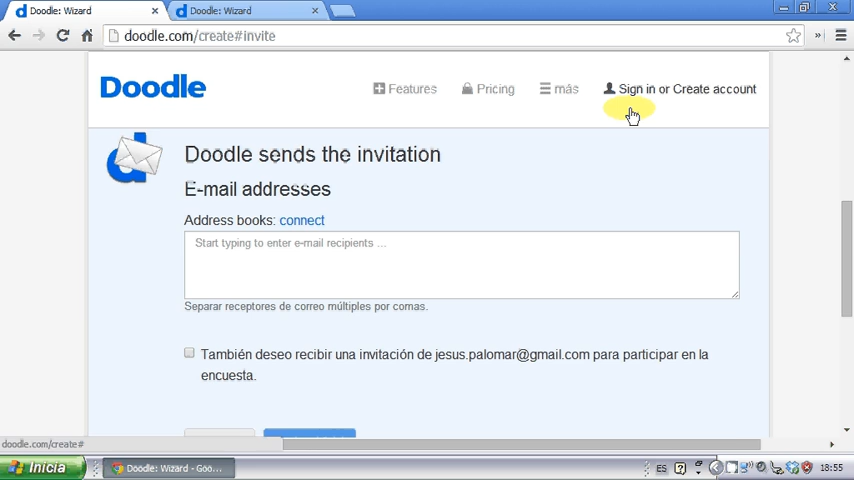 Doodle: Wizard
Doodle: Wizard
doodle.com/create#invite
Doodle
Features
Pricing
más
Sign in or Create account
Doodle sends the invitation
E-mail addresses
Address books: connect
Start typing to enter e-mail recipients ...
Separar receptores de correo múltiples por comas.
También deseo recibir una invitación de jesus.palomar@gmail.com para participar en la
encuesta.
doodle.com/create#
Inicia
Doodle: Wizard - Goo...
ES
18:55